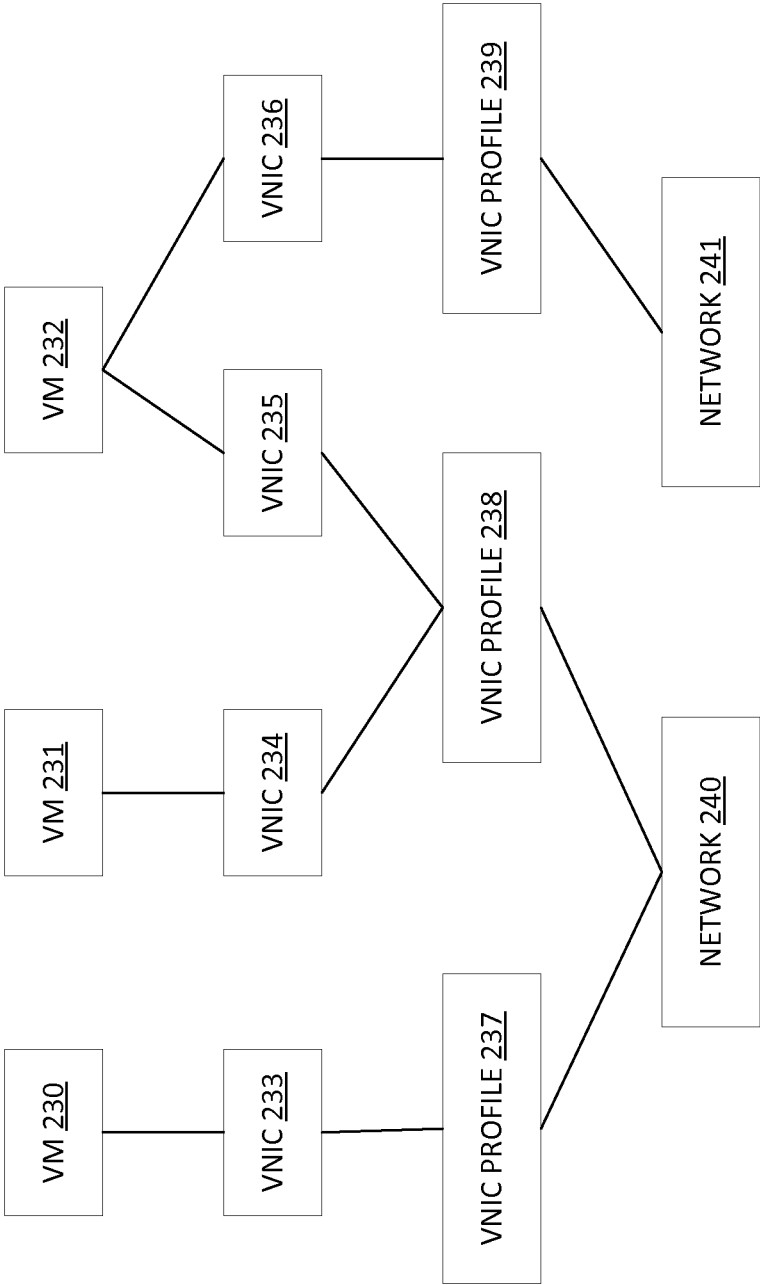 VM 230
VM 231
VM 232
VNIC 233
VNIC 234
VNIC 235
VNIC 236
VNIC PROFILE 237
VNIC PROFILE 238
VNIC PROFILE 239
NETWORK 240
NETWORK 241